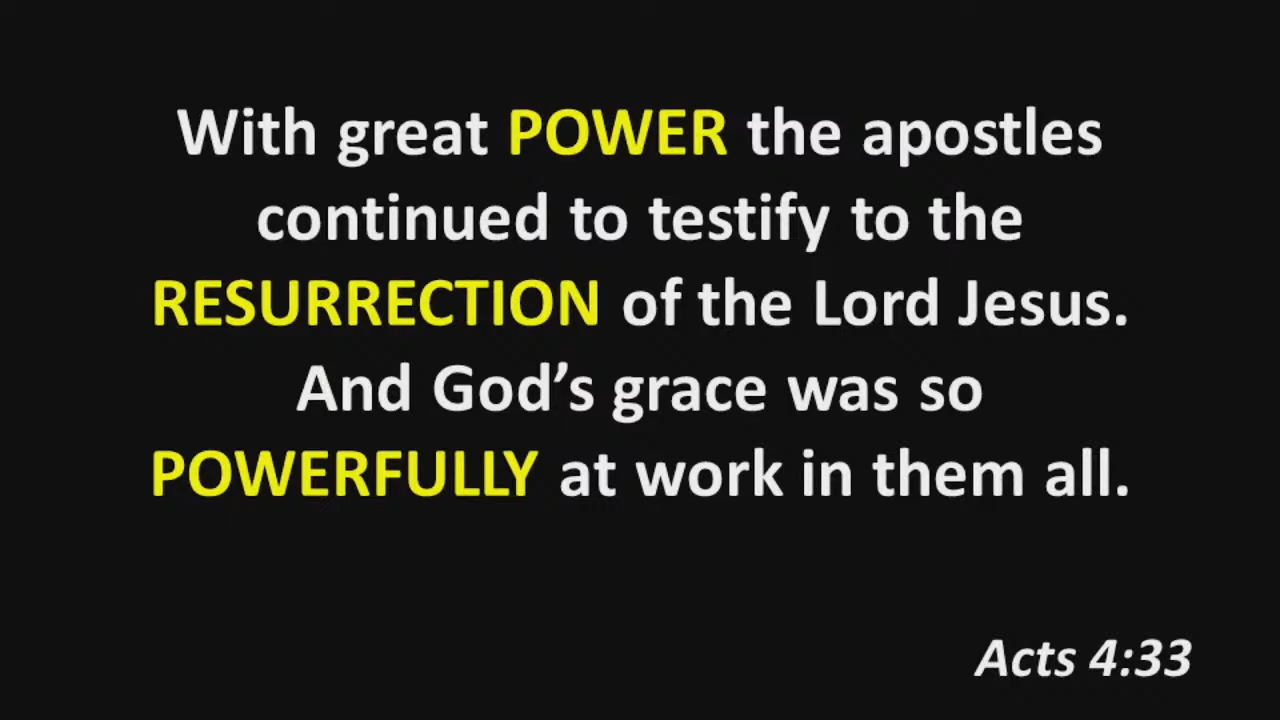 With great POWER the apostles
continued to testify to the
RESURRECTION of the Lord Jesus.
And God’s grace was so
POWERFULLY at work in them all.
Acts 4:33